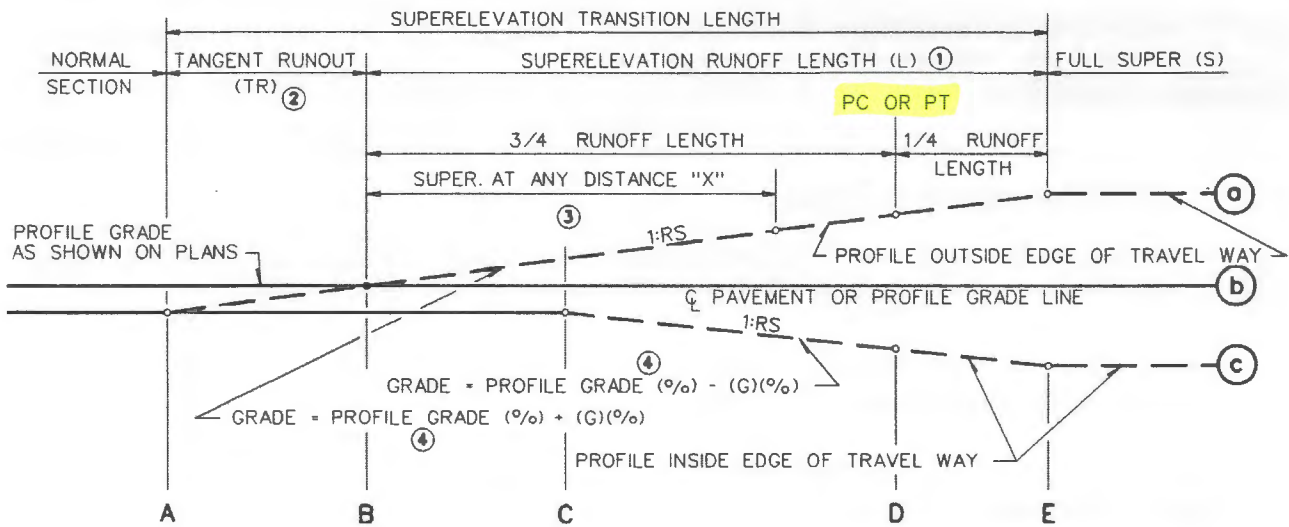 SUPERELEVATION TRANSITION LENGTH
NORMAL SECTION
TANGENT RUNOUT (TR) ②
SUPERELEVATION RUNOFF LENGTH (L) ①
FULL SUPER (S)
PC OR PT
3/4 RUNOFF LENGTH
1/4 RUNOFF LENGTH
SUPER. AT ANY DISTANCE "X"
③
a
PROFILE GRADE
AS SHOWN ON PLANS
1:RS
PROFILE OUTSIDE EDGE OF TRAVEL WAY
b
℄ PAVEMENT OR PROFILE GRADE LINE
1:RS
c
④
GRADE = PROFILE GRADE (%) - (G)(%)
GRADE = PROFILE GRADE (%) + (G)(%)
④
PROFILE INSIDE EDGE OF TRAVEL WAY
A B C D E